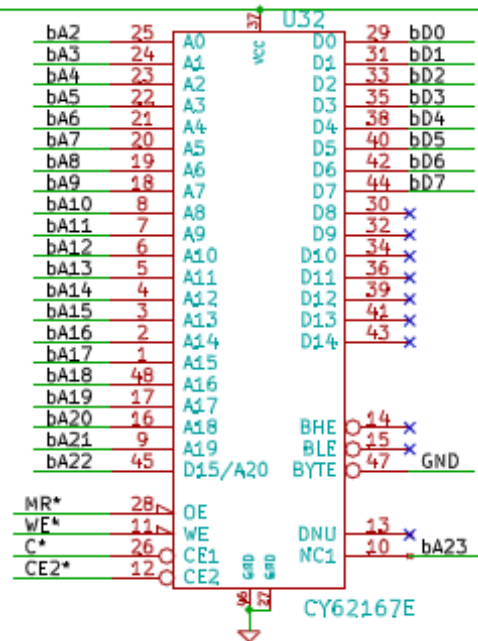 37 U32
VCC
bA2 25 A0 D0 29 bD0
bA3 24 A1 D1 31 bD1
bA4 23 A2 D2 33 bD2
bA5 22 A3 D3 35 bD3
bA6 21 A4 D4 38 bD4
bA7 20 A5 D5 40 bD5
bA8 19 A6 D6 42 bD6
bA9 18 A7 D7 44 bD7
bA10 8 A8 D8 30
bA11 7 A9 D9 32
bA12 6 A10 D10 34
bA13 5 A11 D11 36
bA14 4 A12 D12 39
bA15 3 A13 D13 41
bA16 2 A14 D14 43
bA17 1 A15
bA18 48 A16
bA19 17 A17
bA20 16 A18 BHE 14
bA21 9 A19 BLE 15
bA22 45 D15/A20 BYTE 47 GND
MR* 28 OE
WE* 11 WE DNU 13
C* 26 CE1 NC1 10 bA23
CE2* 12 CE2
GND GND
46 27
CY62167E